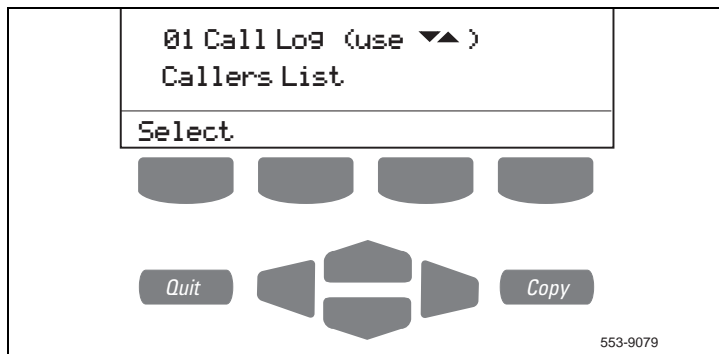 01 Call Log (use ▼▲)
Callers List
Select
Quit
Copy
553-9079